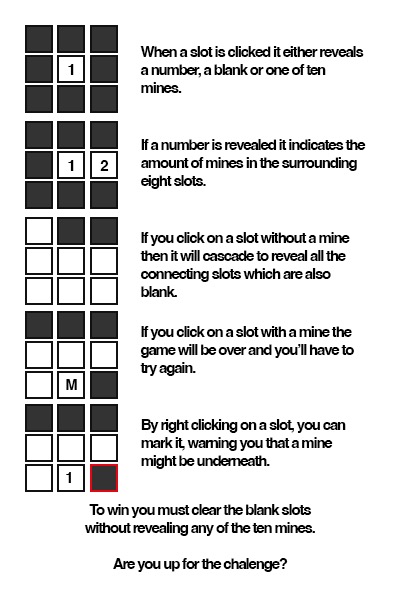 1
When a slot is clicked it either reveals
a number, a blank or one of ten
mines.
1 2
If a number is revealed it indicates the
amount of mines in the surrounding
eight slots.
If you click on a slot without a mine
then it will cascade to reveal all the
connecting slots which are also
blank.
If you click on a slot with a mine the
game will be over and you'll have to
try again.
M
By right clicking on a slot, you can
mark it, warning you that a mine
might be underneath.
1
To win you must clear the blank slots
without revealing any of the ten mines.
Are you up for the chalenge?